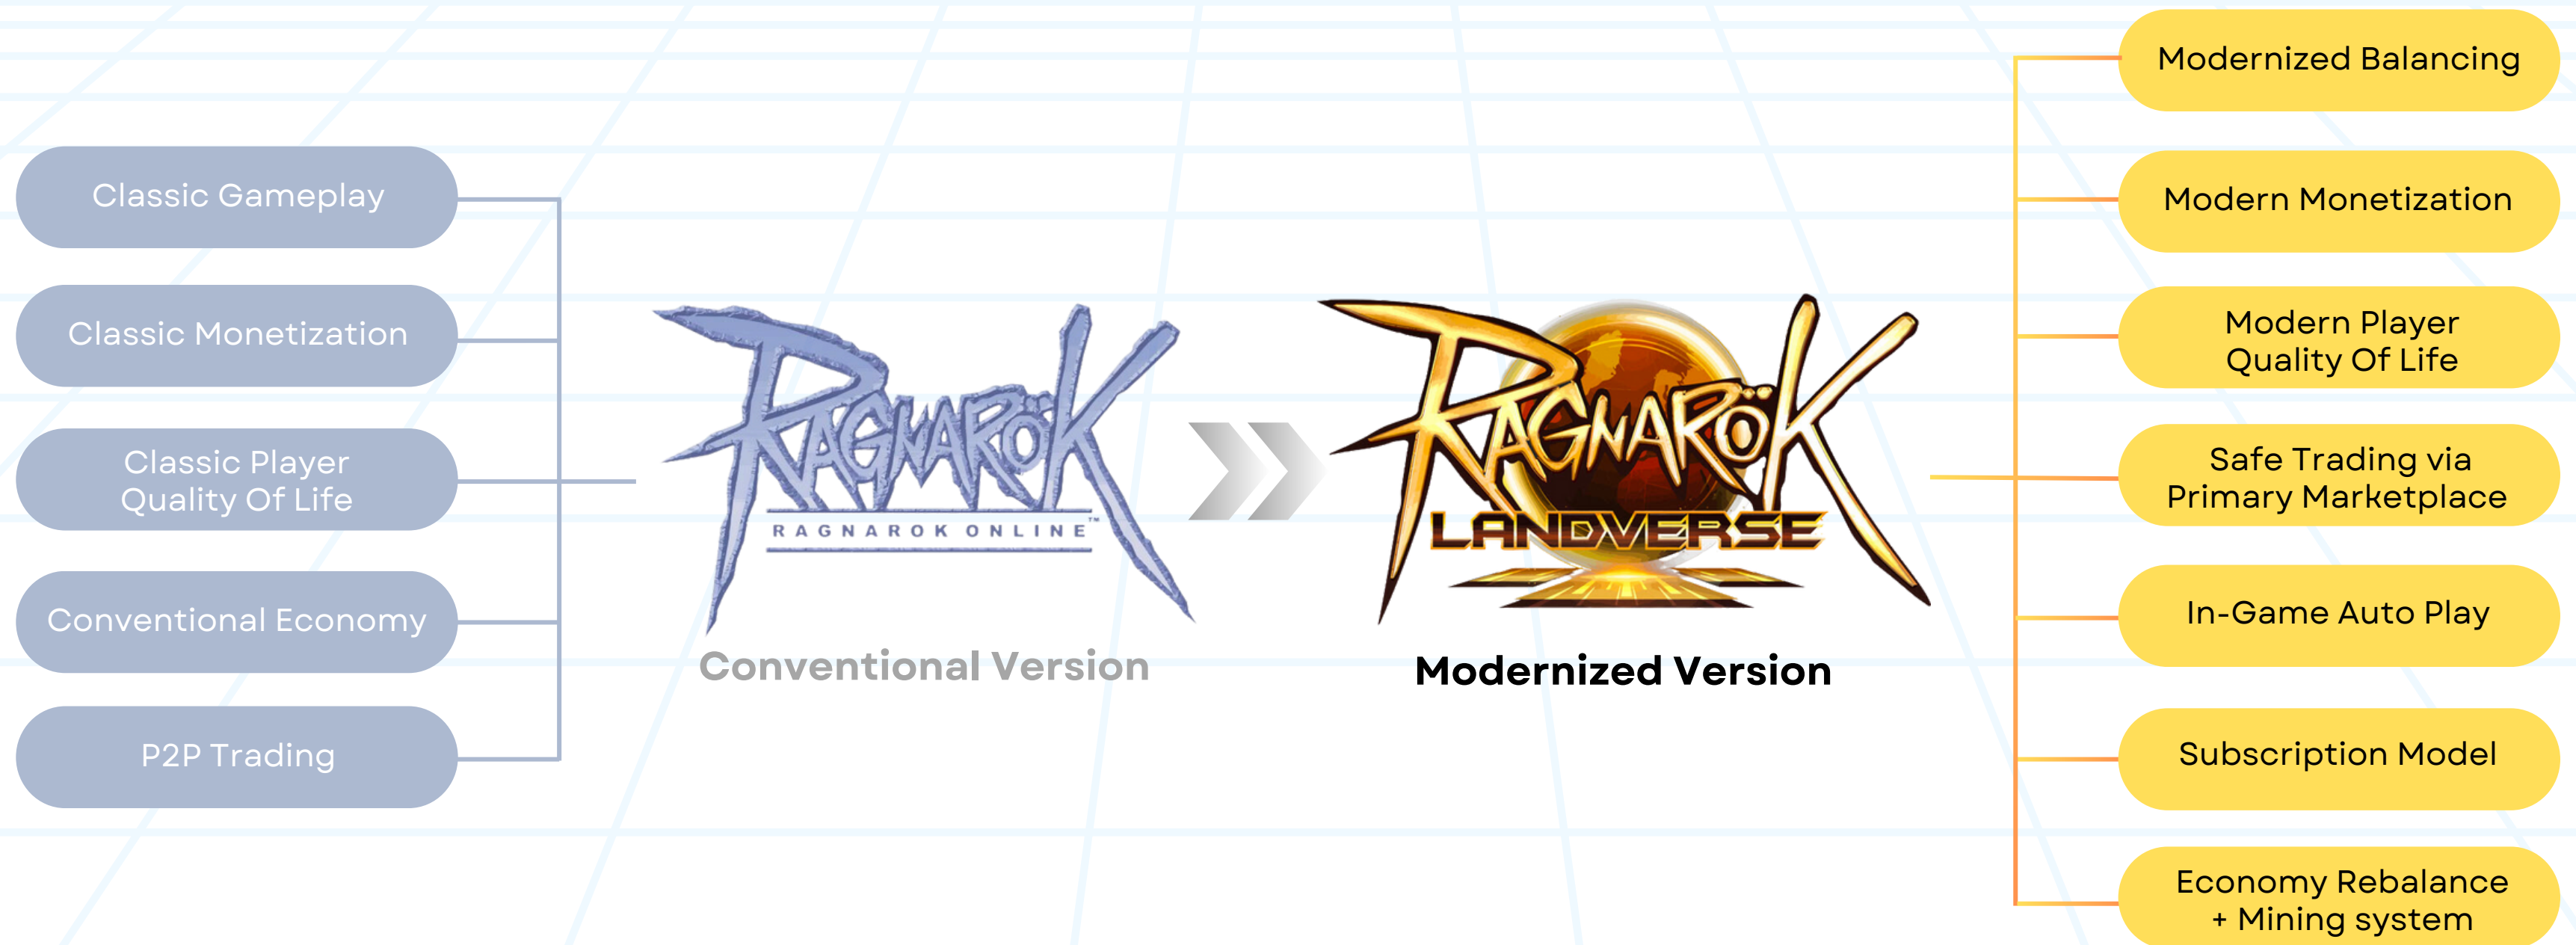 Classic Gameplay
Classic Monetization
Classic Player
Quality Of Life
Conventional Economy
P2P Trading
RAGNARÖK
RAGNAROK ONLINE™
Conventional Version
RAGNARÖK
LANDVERSE
Modernized Version
Modernized Balancing
Modern Monetization
Modern Player
Quality Of Life
Safe Trading via
Primary Marketplace
In-Game Auto Play
Subscription Model
Economy Rebalance
+ Mining system